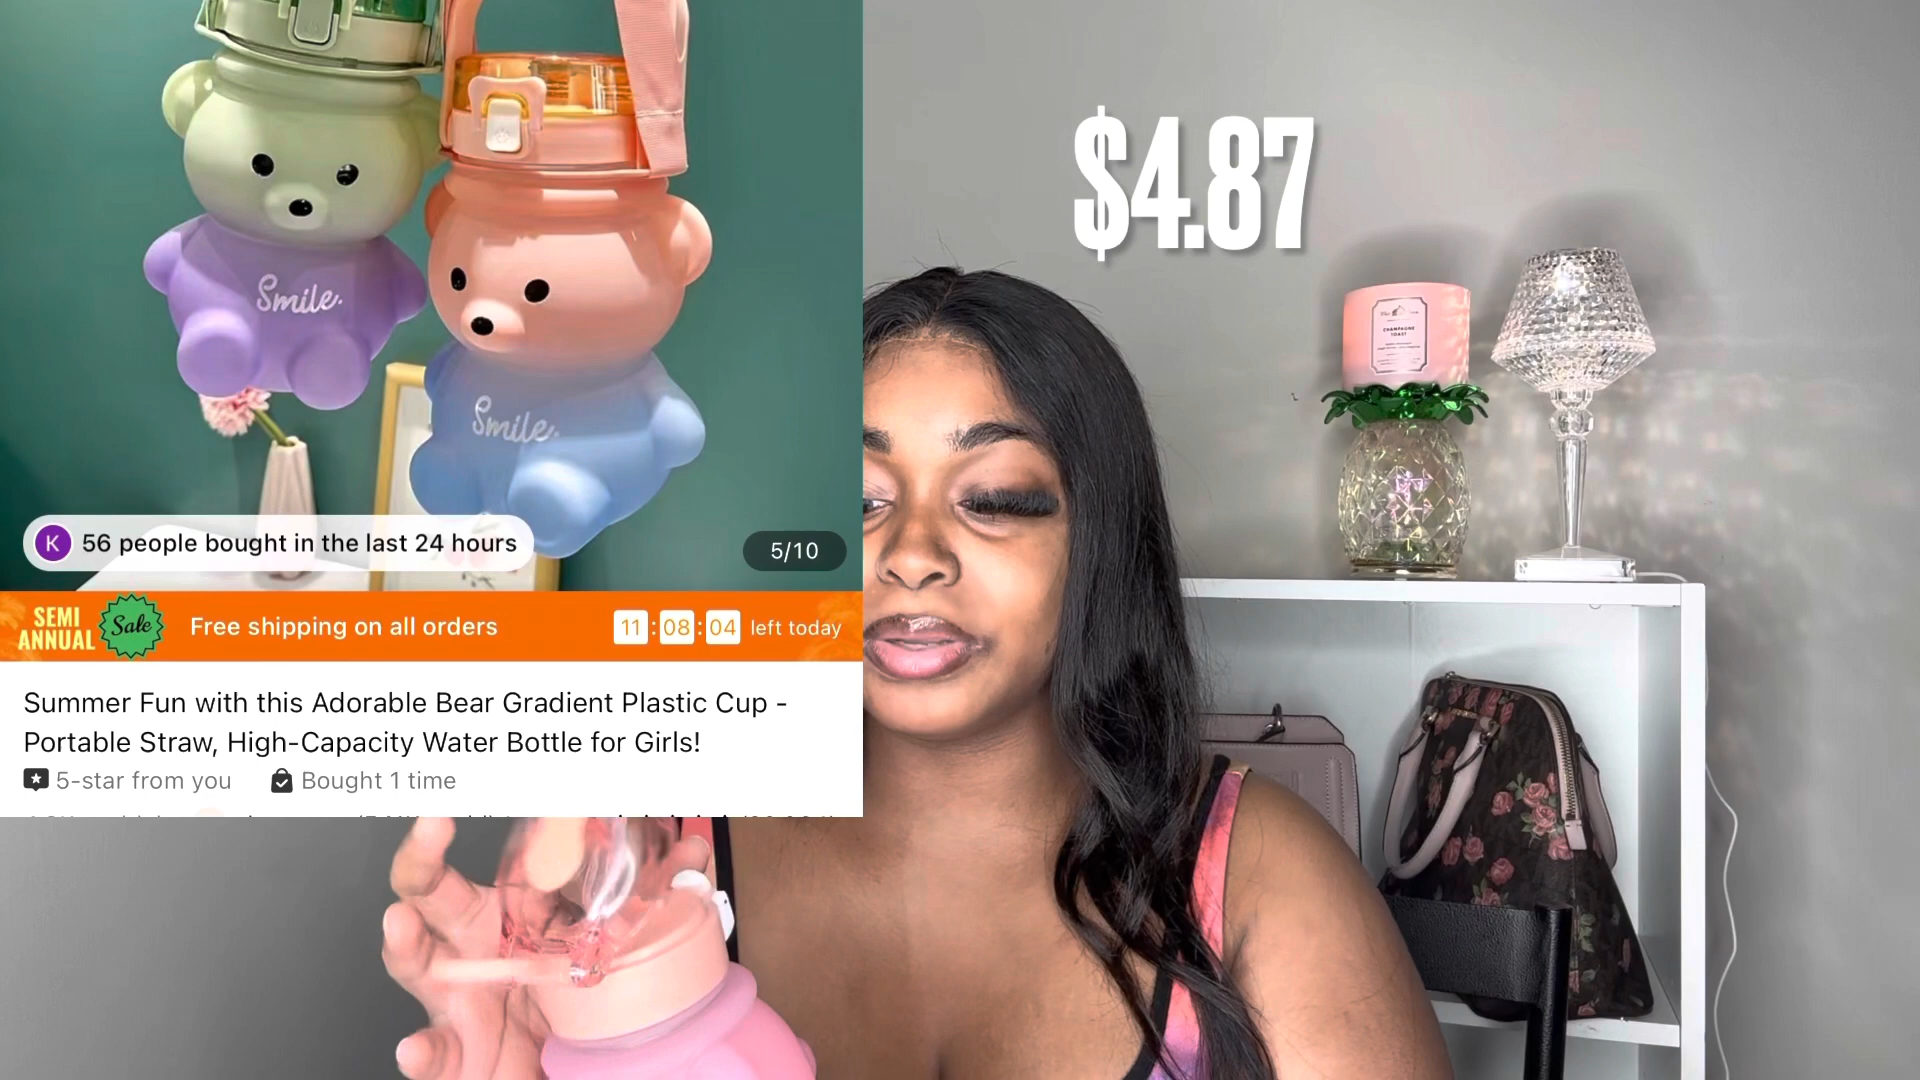 Smile.
Smile.
K
56 people bought in the last 24 hours
5/10
SEMI
ANNUAL
Sale
Free shipping on all orders
11:08:04 left today
Summer Fun with this Adorable Bear Gradient Plastic Cup -
Portable Straw, High-Capacity Water Bottle for Girls!
5-star from you
Bought 1 time
$4.87
CHAMPAGNE
TOAST